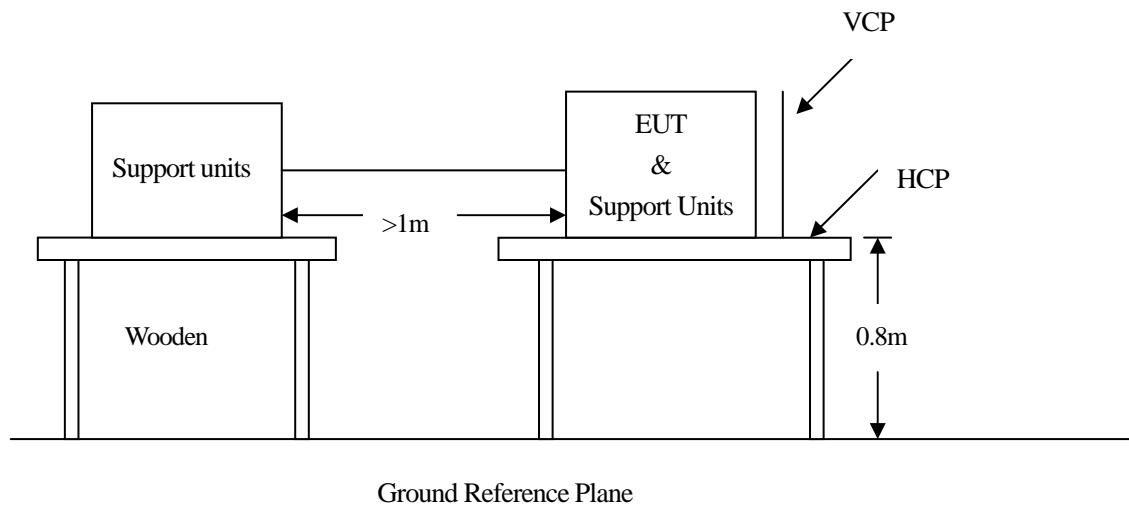 VCP
EUT
&
Support Units
Support units
HCP
>1m
Wooden
0.8m
Ground Reference Plane